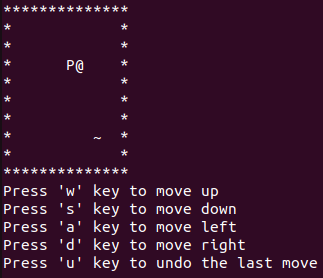 **************
*            *
*            *
*      P@    *
*            *
*            *
*            *
*         ~  *
*            *
**************
Press 'w' key to move up
Press 's' key to move down
Press 'a' key to move left
Press 'd' key to move right
Press 'u' key to undo the last move